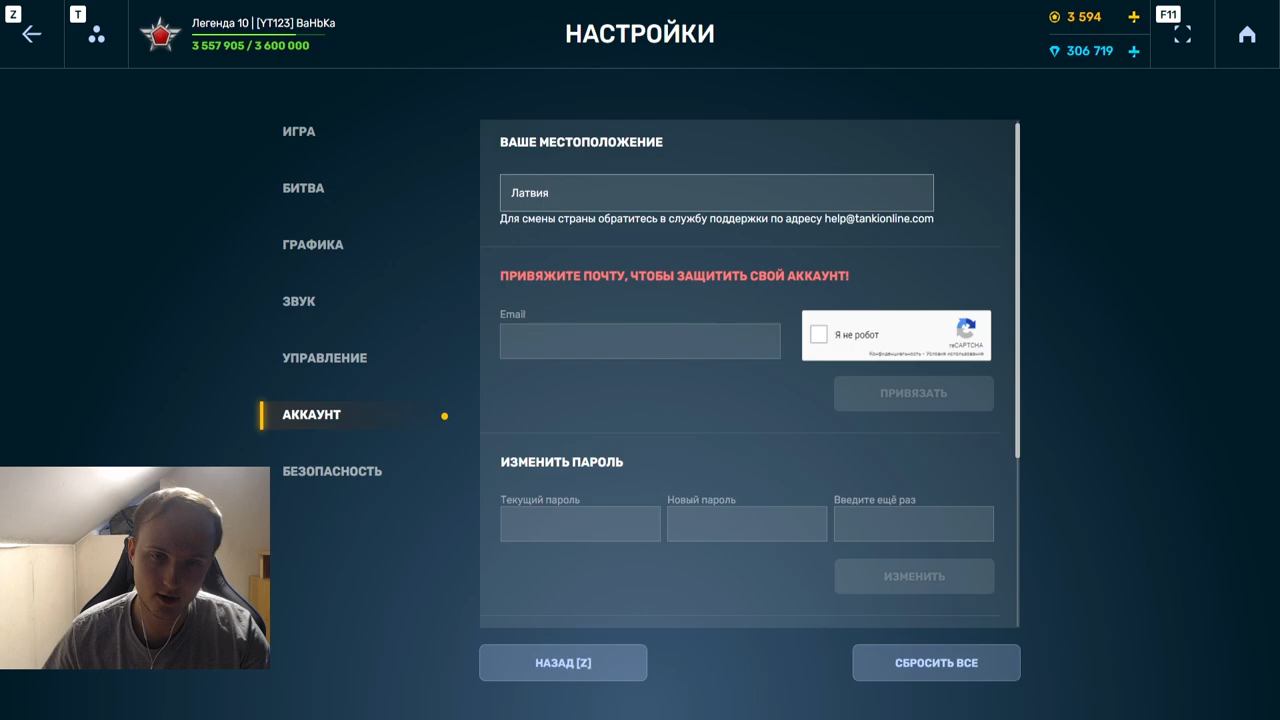 Z
T
Легенда 10 | [YT123] BaHbKa
3 557 905 / 3 600 000
НАСТРОЙКИ
3 594
306 719
F11
ИГРА
БИТВА
ГРАФИКА
ЗВУК
УПРАВЛЕНИЕ
АККАУНТ
БЕЗОПАСНОСТЬ
ВАШЕ МЕСТОПОЛОЖЕНИЕ
Латвия
Для смены страны обратитесь в службу поддержки по адресу help@tankionline.com
ПРИВЯЖИТЕ ПОЧТУ, ЧТОБЫ ЗАЩИТИТЬ СВОЙ АККАУНТ!
Email
Я не робот
reCAPTCHA
Конфиденциальность - Условия использования
ПРИВЯЗАТЬ
ИЗМЕНИТЬ ПАРОЛЬ
Текущий пароль Новый пароль Введите ещё раз
ИЗМЕНИТЬ
НАЗАД [Z]
СБРОСИТЬ ВСЕ